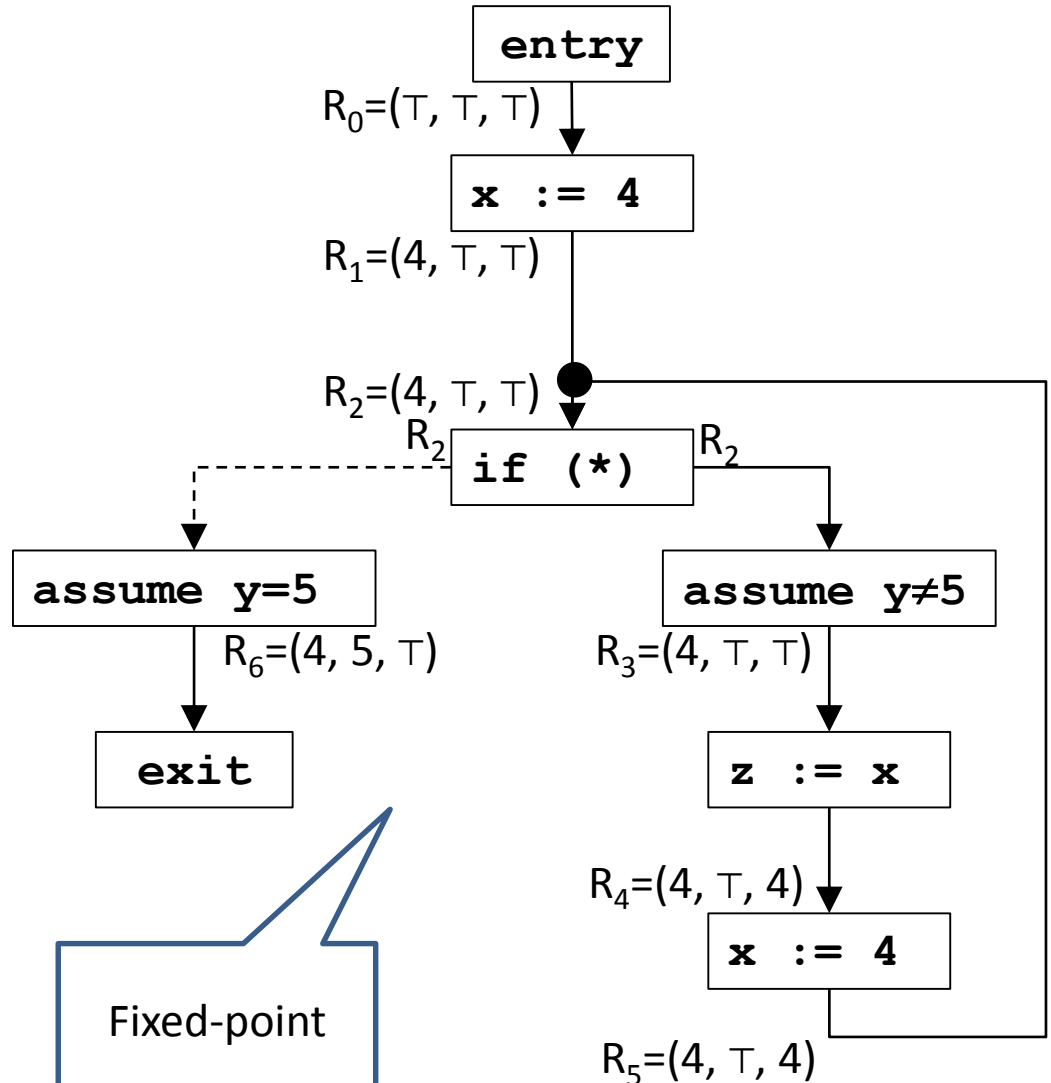 entry
R₀=(⊤, ⊤, ⊤)
x := 4
R₁=(4, ⊤, ⊤)
R₂=(4, ⊤, ⊤)
R₂
if (*)
R₂
assume y=5
assume y≠5
R₆=(4, 5, ⊤)
R₃=(4, ⊤, ⊤)
exit
z := x
R₄=(4, ⊤, 4)
x := 4
Fixed-point
R₅=(4, ⊤, 4)